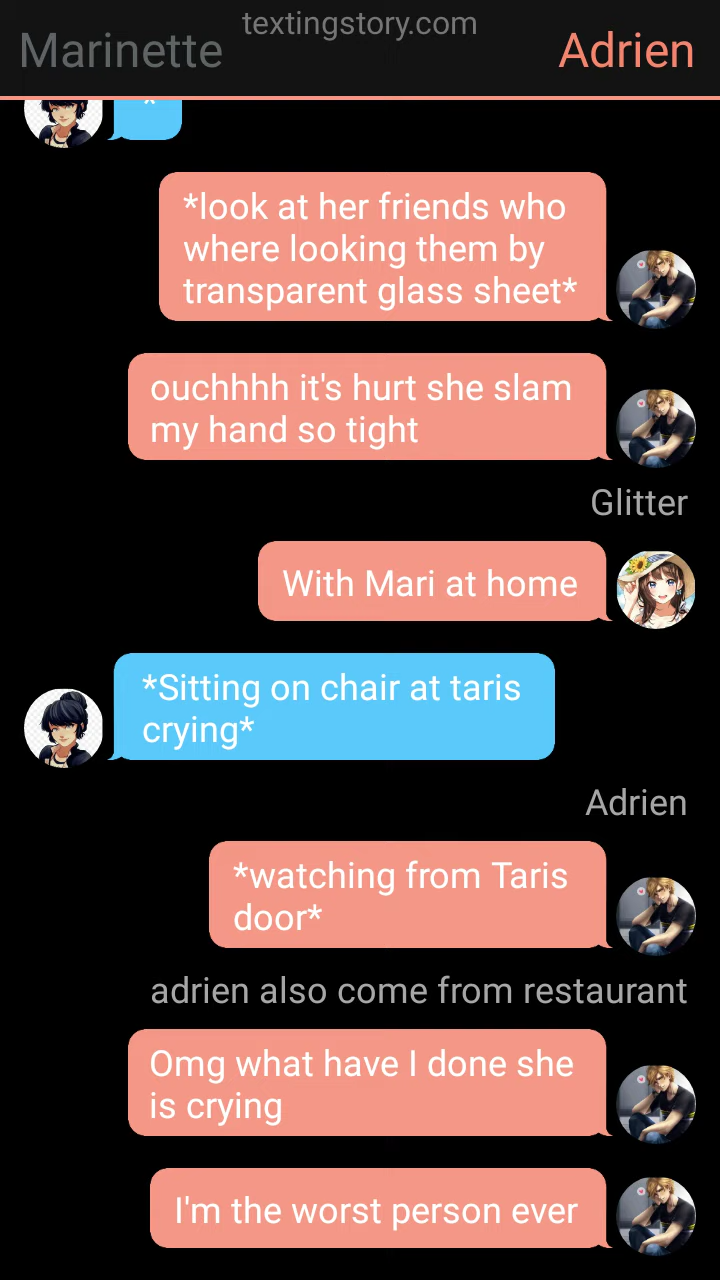 textingstory.com
Marinette
Adrien
*
*look at her friends who
where looking them by
transparent glass sheet*
ouchhhh it's hurt she slam
my hand so tight
Glitter
With Mari at home
*Sitting on chair at taris
crying*
Adrien
*watching from Taris
door*
adrien also come from restaurant
Omg what have I done she
is crying
I'm the worst person ever